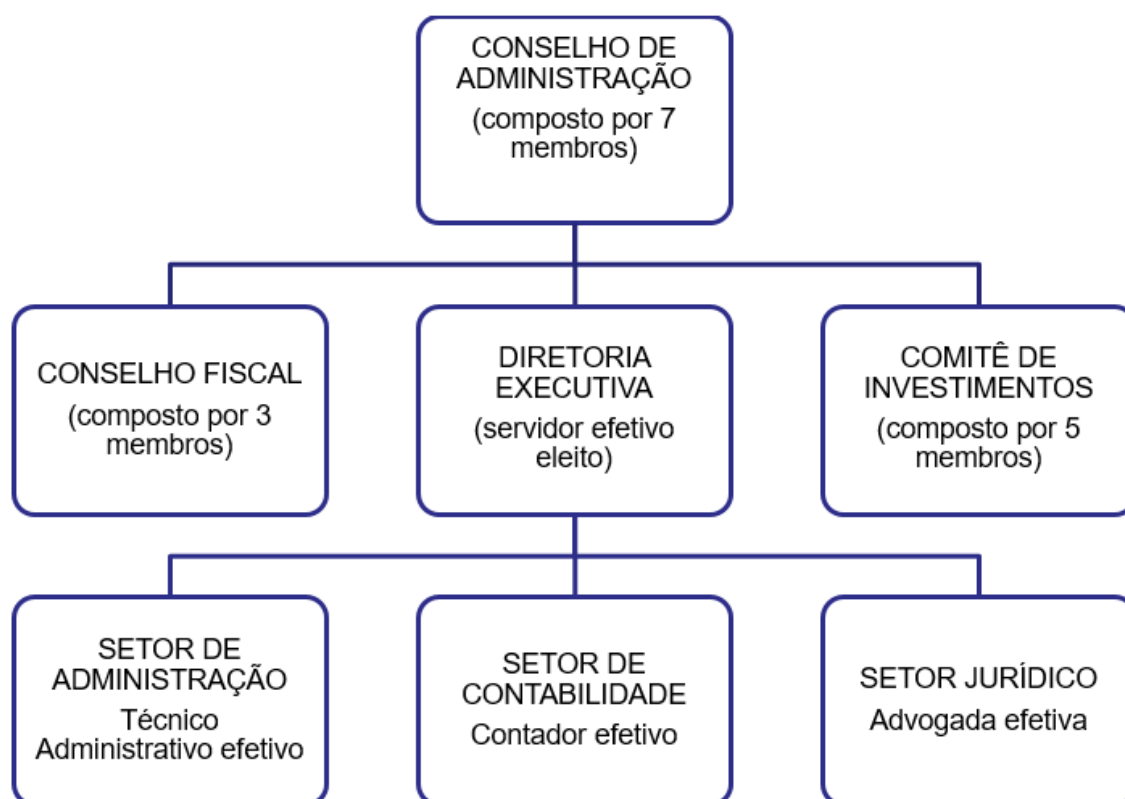 CONSELHO DE
ADMINISTRAÇÃO
(composto por 7
membros)
CONSELHO FISCAL
(composto por 3
membros)
DIRETORIA
EXECUTIVA
(servidor efetivo
eleito)
COMITÊ DE
INVESTIMENTOS
(composto por 5
membros)
SETOR DE
ADMINISTRAÇÃO
Técnico
Administrativo efetivo
SETOR DE
CONTABILIDADE
Contador efetivo
SETOR JURÍDICO
Advogada efetiva